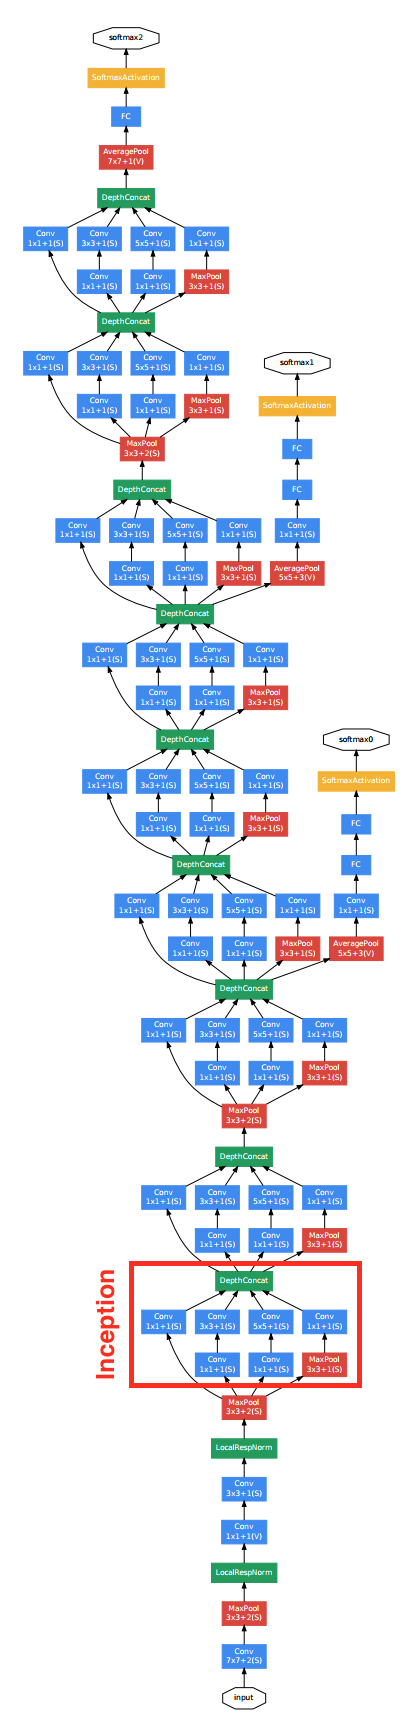 softmax2
SoftmaxActivation
FC
AveragePool
7x7+1(V)
DepthConcat
Conv Conv Conv Conv
1x1+1(S) 3x3+1(S) 5x5+1(S) 1x1+1(S)
Conv Conv MaxPool
1x1+1(S) 1x1+1(S) 3x3+1(S)
DepthConcat
Conv Conv Conv Conv
1x1+1(S) 3x3+1(S) 5x5+1(S) 1x1+1(S)
softmax1
Conv Conv MaxPool
1x1+1(S) 1x1+1(S) 3x3+1(S)
SoftmaxActivation
MaxPool
3x3+2(S)
FC
DepthConcat
FC
Conv Conv Conv Conv Conv
1x1+1(S) 3x3+1(S) 5x5+1(S) 1x1+1(S) 1x1+1(S)
Conv Conv MaxPool AveragePool
1x1+1(S) 1x1+1(S) 3x3+1(S) 5x5+3(V)
DepthConcat
Conv Conv Conv Conv
1x1+1(S) 3x3+1(S) 5x5+1(S) 1x1+1(S)
Conv Conv MaxPool
1x1+1(S) 1x1+1(S) 3x3+1(S)
DepthConcat
softmax0
Conv Conv Conv Conv
1x1+1(S) 3x3+1(S) 5x5+1(S) 1x1+1(S)
SoftmaxActivation
Conv Conv MaxPool
1x1+1(S) 1x1+1(S) 3x3+1(S)
FC
DepthConcat
FC
Conv Conv Conv Conv Conv
1x1+1(S) 3x3+1(S) 5x5+1(S) 1x1+1(S) 1x1+1(S)
Conv Conv MaxPool AveragePool
1x1+1(S) 1x1+1(S) 3x3+1(S) 5x5+3(V)
DepthConcat
Conv Conv Conv Conv
1x1+1(S) 3x3+1(S) 5x5+1(S) 1x1+1(S)
Conv Conv MaxPool
1x1+1(S) 1x1+1(S) 3x3+1(S)
MaxPool
3x3+2(S)
DepthConcat
Conv Conv Conv Conv
1x1+1(S) 3x3+1(S) 5x5+1(S) 1x1+1(S)
Conv Conv MaxPool
1x1+1(S) 1x1+1(S) 3x3+1(S)
Inception
DepthConcat
Conv Conv Conv Conv
1x1+1(S) 3x3+1(S) 5x5+1(S) 1x1+1(S)
Conv Conv MaxPool
1x1+1(S) 1x1+1(S) 3x3+1(S)
MaxPool
3x3+2(S)
LocalRespNorm
Conv
3x3+1(S)
Conv
1x1+1(V)
LocalRespNorm
MaxPool
3x3+2(S)
Conv
7x7+2(S)
input